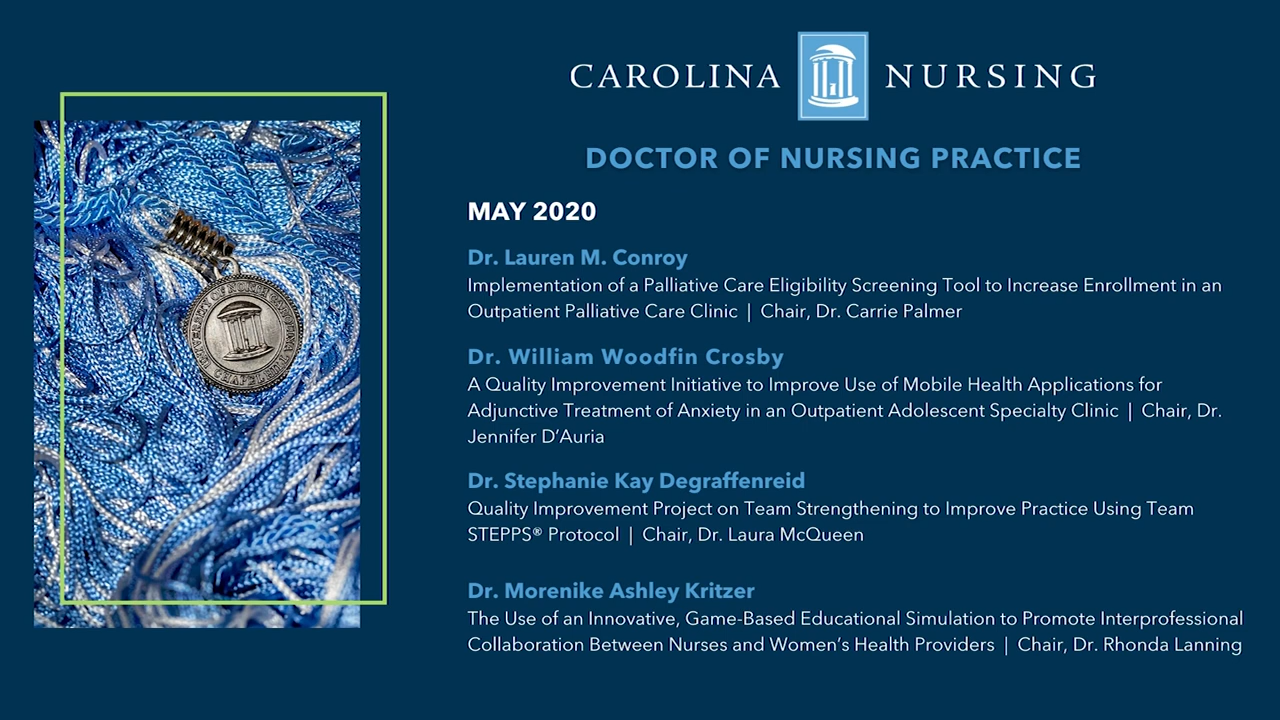 CAROLINA NURSING
DOCTOR OF NURSING PRACTICE
MAY 2020
Dr. Lauren M. Conroy
Implementation of a Palliative Care Eligibility Screening Tool to Increase Enrollment in an
Outpatient Palliative Care Clinic | Chair, Dr. Carrie Palmer
Dr. William Woodfin Crosby
A Quality Improvement Initiative to Improve Use of Mobile Health Applications for
Adjunctive Treatment of Anxiety in an Outpatient Adolescent Specialty Clinic | Chair, Dr.
Jennifer D’Auria
Dr. Stephanie Kay Degraffenreid
Quality Improvement Project on Team Strengthening to Improve Practice Using Team
STEPPS® Protocol | Chair, Dr. Laura McQueen
Dr. Morenike Ashley Kritzer
The Use of an Innovative, Game-Based Educational Simulation to Promote Interprofessional
Collaboration Between Nurses and Women’s Health Providers | Chair, Dr. Rhonda Lanning